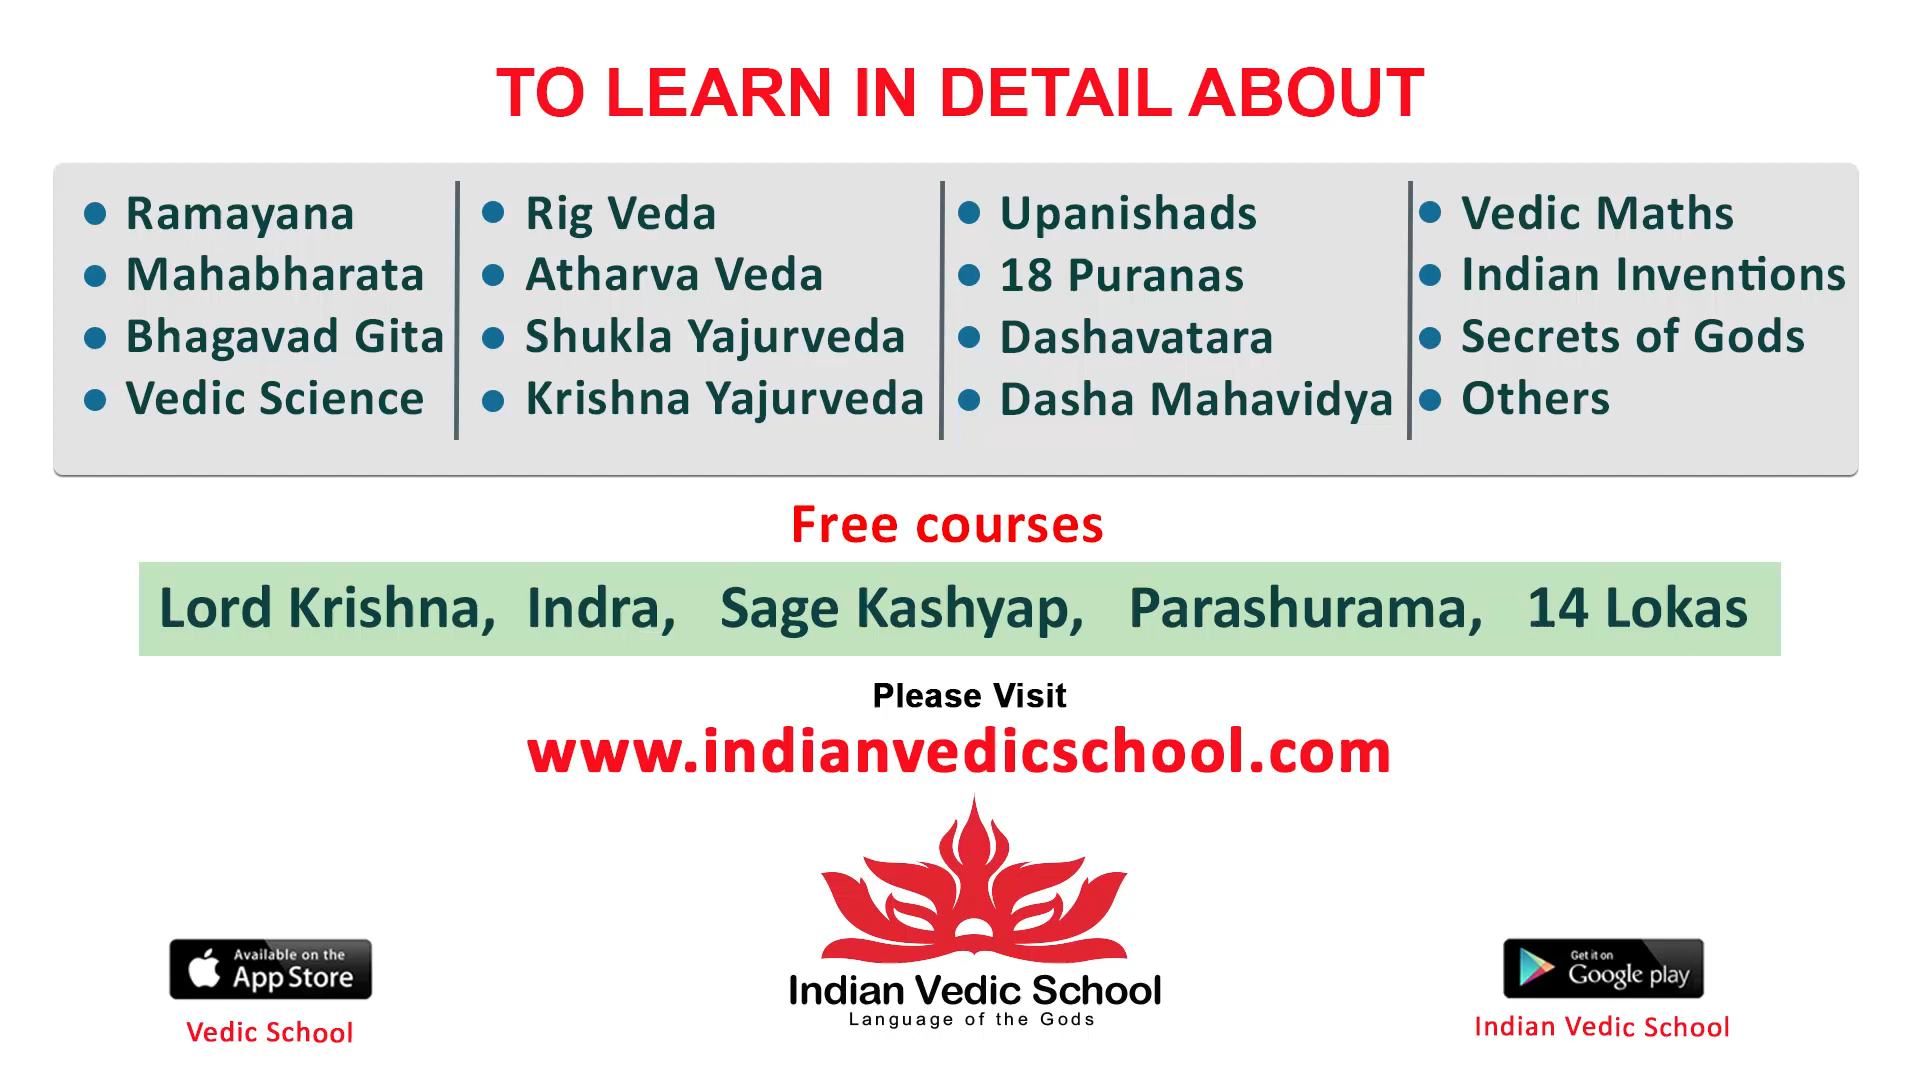 TO LEARN IN DETAIL ABOUT
Ramayana
Mahabharata
Bhagavad Gita
Vedic Science
Rig Veda
Atharva Veda
Shukla Yajurveda
Krishna Yajurveda
Upanishads
18 Puranas
Dashavatara
Dasha Mahavidya
Vedic Maths
Indian Inventions
Secrets of Gods
Others
Free courses
Lord Krishna, Indra, Sage Kashyap, Parashurama, 14 Lokas
Please Visit
www.indianvedicschool.com
Available on the
App Store
Vedic School
Indian Vedic School
Language of the Gods
Get it on
Google play
Indian Vedic School